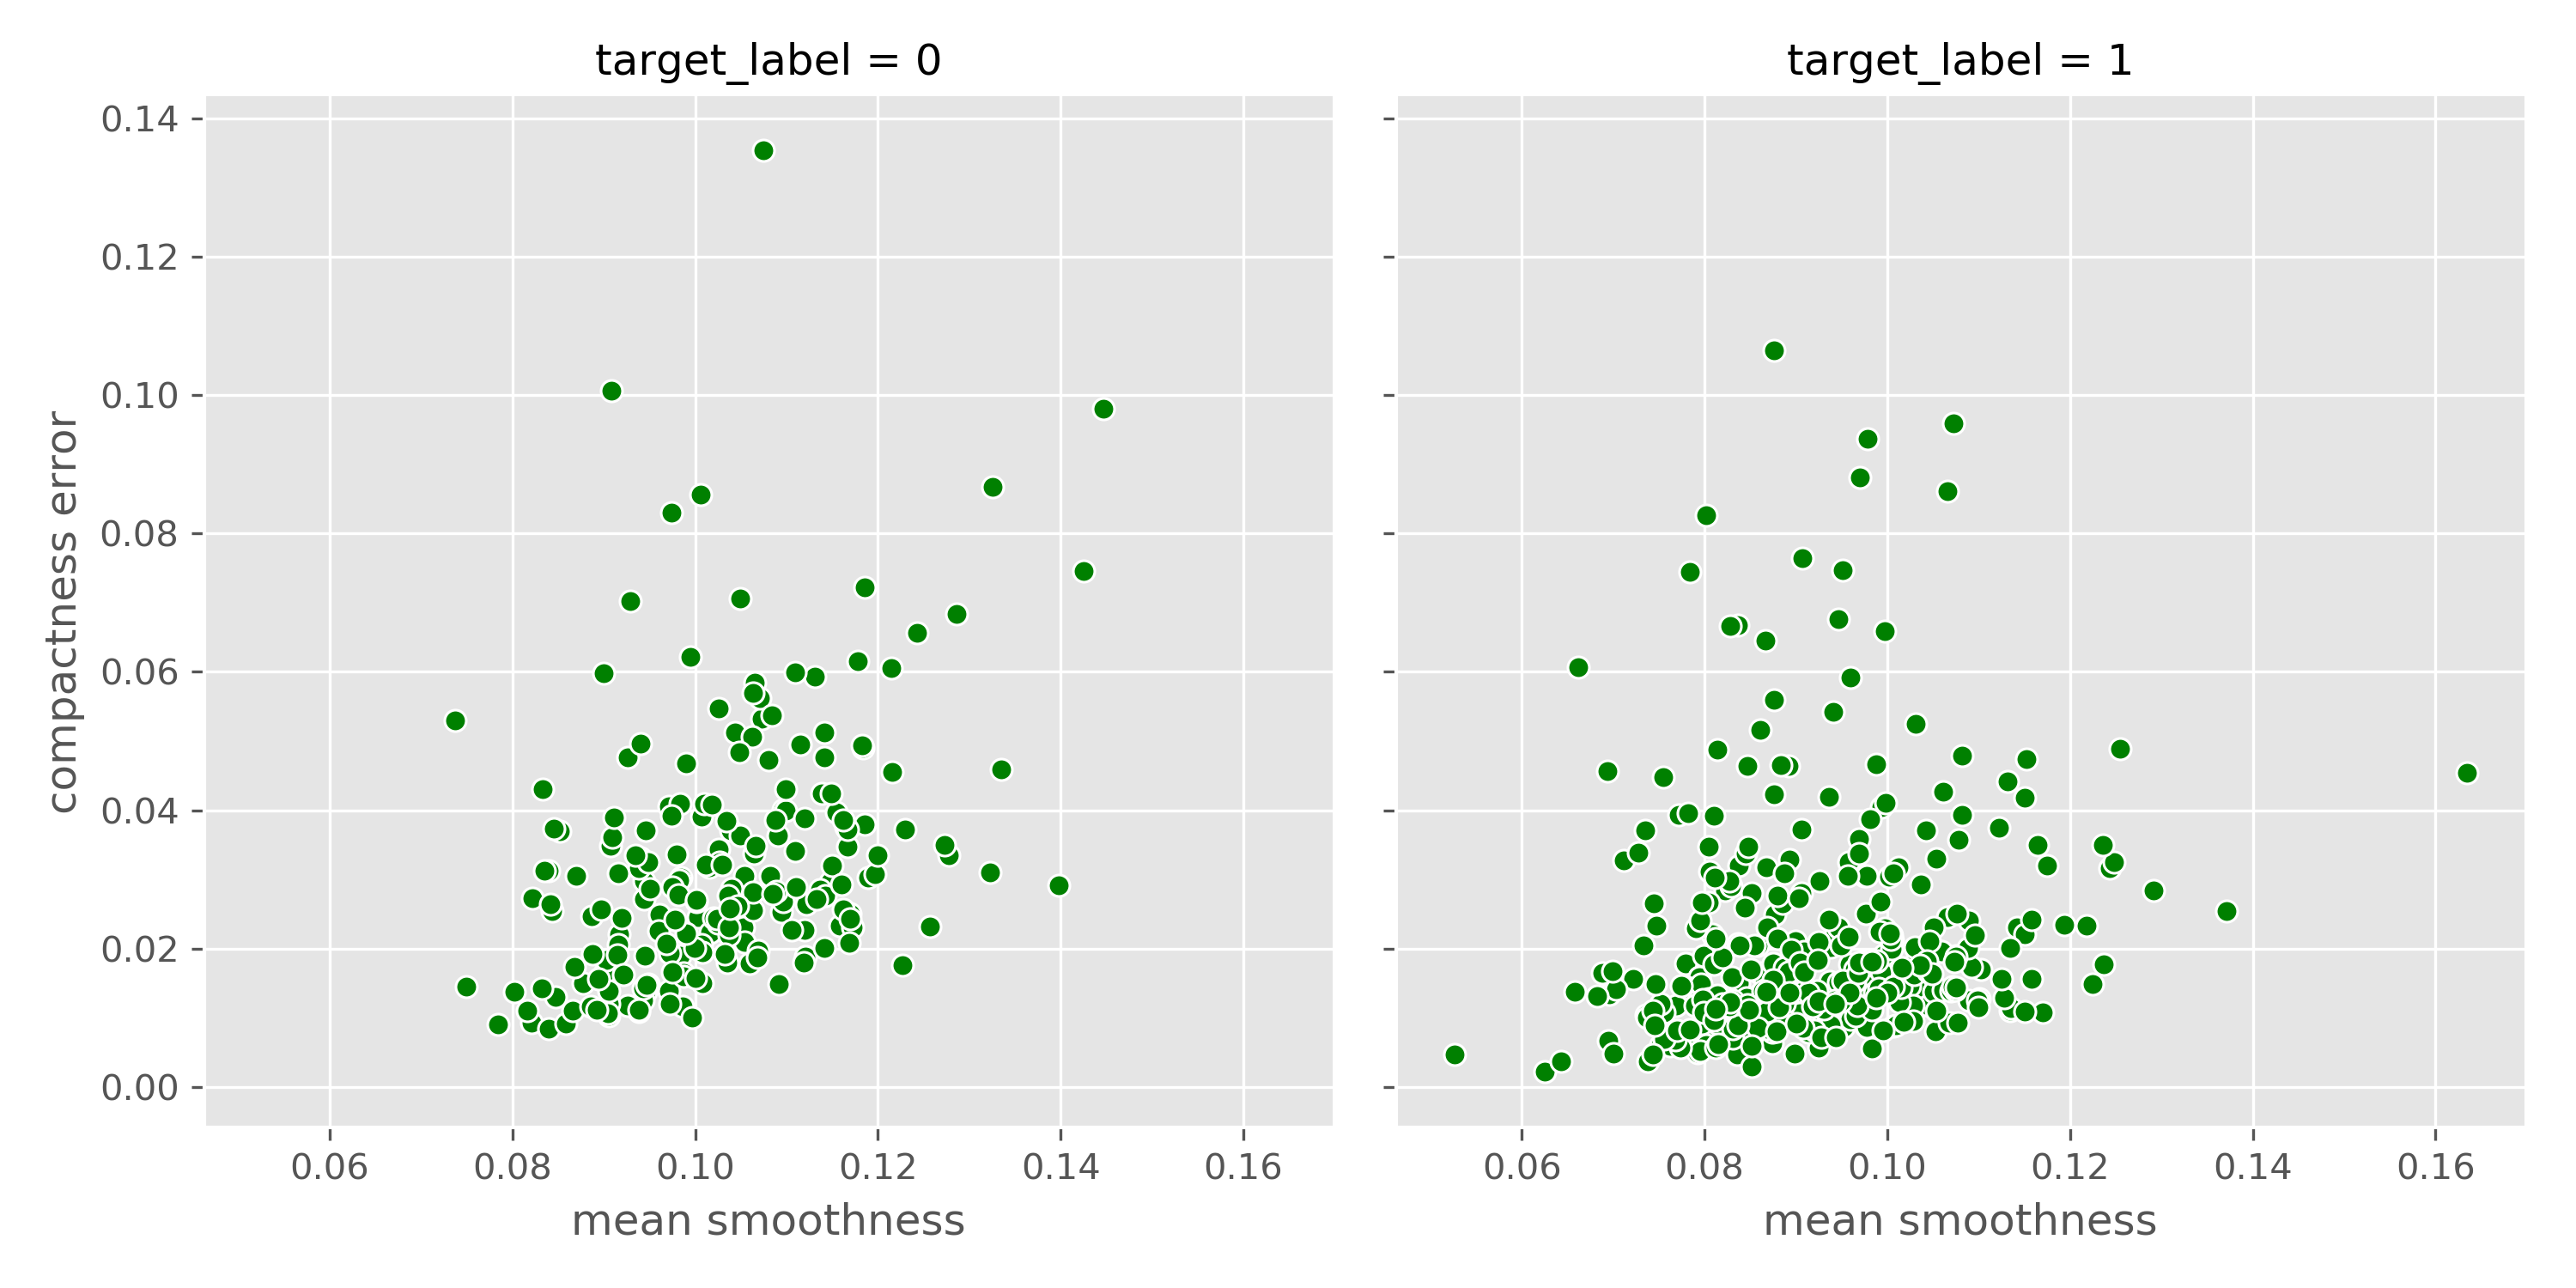 target_label = 0
target_label = 1
0.14
0.12
0.10
0.08
0.06
0.04
0.02
0.00
compactness error
0.06 0.08 0.10 0.12 0.14 0.16
0.06 0.08 0.10 0.12 0.14 0.16
mean smoothness
mean smoothness